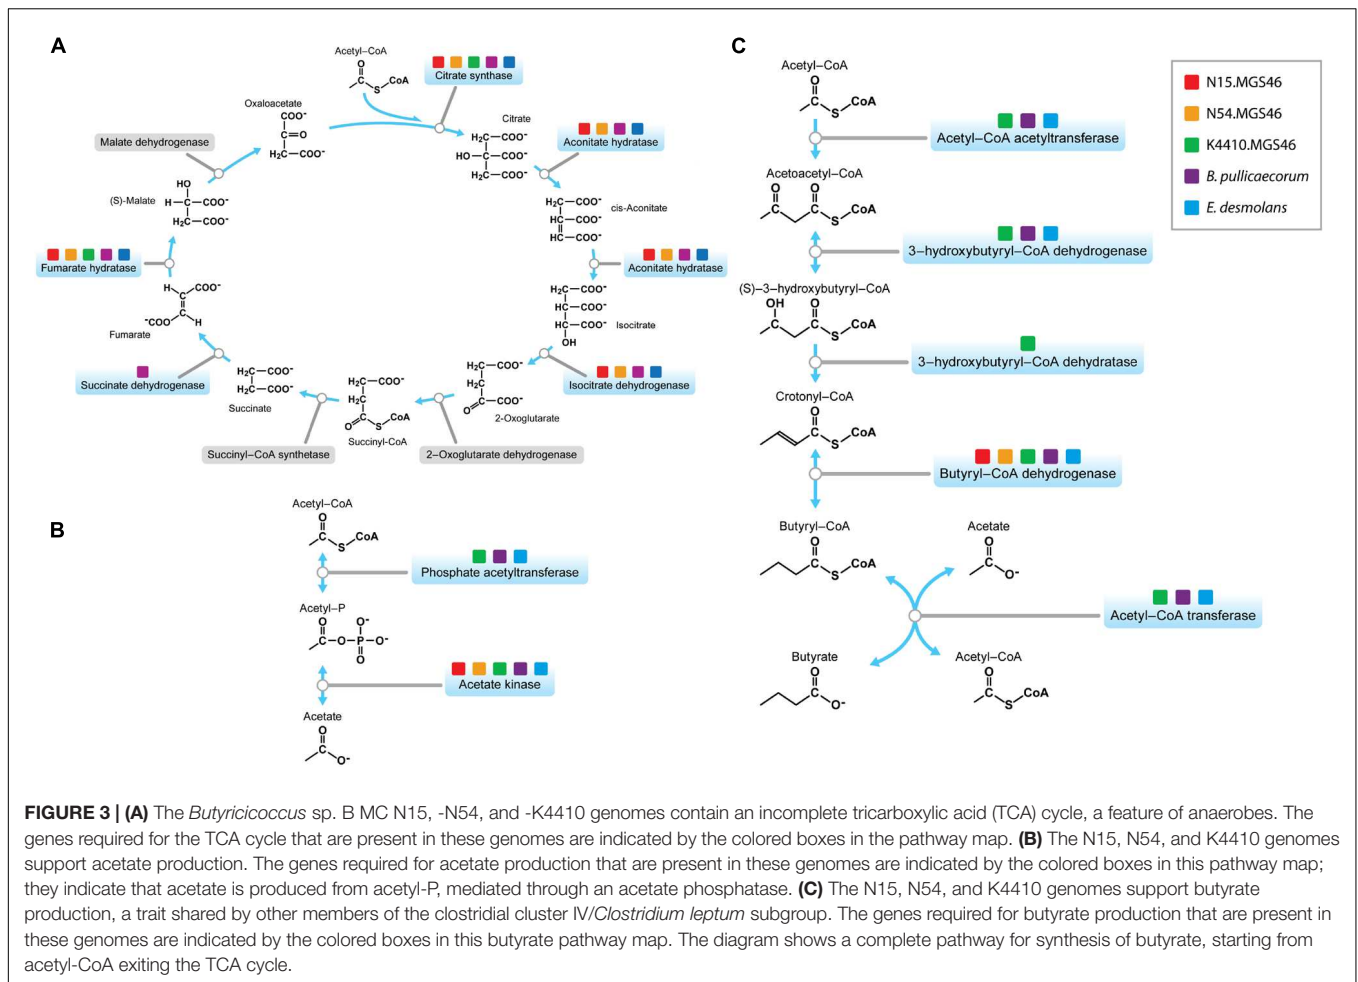 A
Acetyl–CoA
O
C
S
CoA
Citrate synthase
Oxaloacetate
COO⁻
C=O
H₂C—COO⁻
Citrate
H₂C—COO⁻
HO—C—COO⁻
H₂C—COO⁻
Aconitate hydratase
Malate dehydrogenase
(S)-Malate
HO
H—C—COO⁻
H₂C—COO⁻
cis-Aconitate
H₂C—COO⁻
C—COO⁻
HC—COO⁻
Fumarate hydratase
Aconitate hydratase
H
C
COO⁻
⁻COO
C
H
Fumarate
Isocitrate
H₂C—COO⁻
HC—COO⁻
HC—COO⁻
OH
Succinate dehydrogenase
Isocitrate dehydrogenase
H₂C—COO⁻
H₂C—COO⁻
Succinate
H₂C—COO⁻
H₂C
C
O
S
CoA
Succinyl-CoA
H₂C—COO⁻
H₂C
C—COO⁻
O
2-Oxoglutarate
Succinyl–CoA synthetase
2–Oxoglutarate dehydrogenase
B
Acetyl–CoA
O
C
S
CoA
Phosphate acetyltransferase
Acetyl–P
O
C—O—P—O⁻
O⁻
O
Acetate kinase
Acetate
O
C
O⁻
C
Acetyl–CoA
O
C
S
CoA
Acetyl–CoA acetyltransferase
Acetoacetyl–CoA
O
O
C
C
S
CoA
3–hydroxybutyryl–CoA dehydrogenase
(S)–3–hydroxybutyryl–CoA
OH
O
C
C
S
CoA
3–hydroxybutyryl–CoA dehydratase
Crotonyl–CoA
O
C
S
CoA
Butyryl–CoA dehydrogenase
Butyryl–CoA
O
C
S
CoA
Acetate
O
C
O⁻
Acetyl–CoA transferase
Butyrate
O
C
O⁻
Acetyl–CoA
O
C
S
CoA
N15.MGS46
N54.MGS46
K4410.MGS46
B. pullicaecorum
E. desmolans
FIGURE 3 | (A) The Butyricicoccus sp. B MC N15, -N54, and -K4410 genomes contain an incomplete tricarboxylic acid (TCA) cycle, a feature of anaerobes. The
genes required for the TCA cycle that are present in these genomes are indicated by the colored boxes in the pathway map. (B) The N15, N54, and K4410 genomes
support acetate production. The genes required for acetate production that are present in these genomes are indicated by the colored boxes in this pathway map;
they indicate that acetate is produced from acetyl-P, mediated through an acetate phosphatase. (C) The N15, N54, and K4410 genomes support butyrate
production, a trait shared by other members of the clostridial cluster IV/Clostridium leptum subgroup. The genes required for butyrate production that are present in
these genomes are indicated by the colored boxes in this butyrate pathway map. The diagram shows a complete pathway for synthesis of butyrate, starting from
acetyl-CoA exiting the TCA cycle.